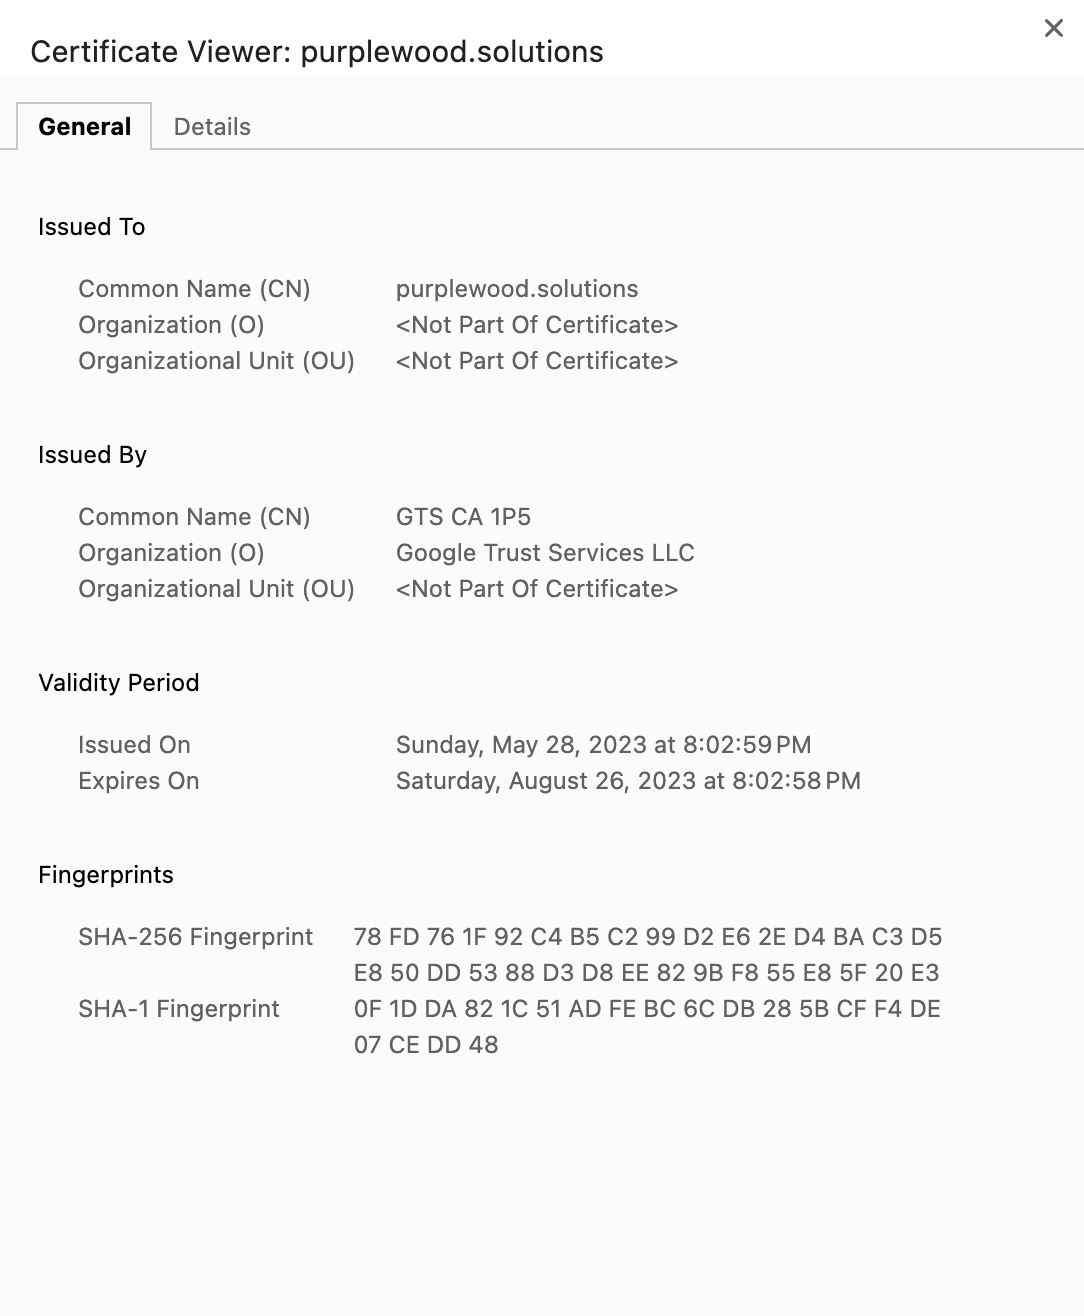 Certificate Viewer: purplewood.solutions
General Details
Issued To
Common Name (CN) purplewood.solutions
Organization (O) <Not Part Of Certificate>
Organizational Unit (OU) <Not Part Of Certificate>
Issued By
Common Name (CN) GTS CA 1P5
Organization (O) Google Trust Services LLC
Organizational Unit (OU) <Not Part Of Certificate>
Validity Period
Issued On Sunday, May 28, 2023 at 8:02:59 PM
Expires On Saturday, August 26, 2023 at 8:02:58 PM
Fingerprints
SHA-256 Fingerprint 78 FD 76 1F 92 C4 B5 C2 99 D2 E6 2E D4 BA C3 D5
E8 50 DD 53 88 D3 D8 EE 82 9B F8 55 E8 5F 20 E3
SHA-1 Fingerprint 0F 1D DA 82 1C 51 AD FE BC 6C DB 28 5B CF F4 DE
07 CE DD 48